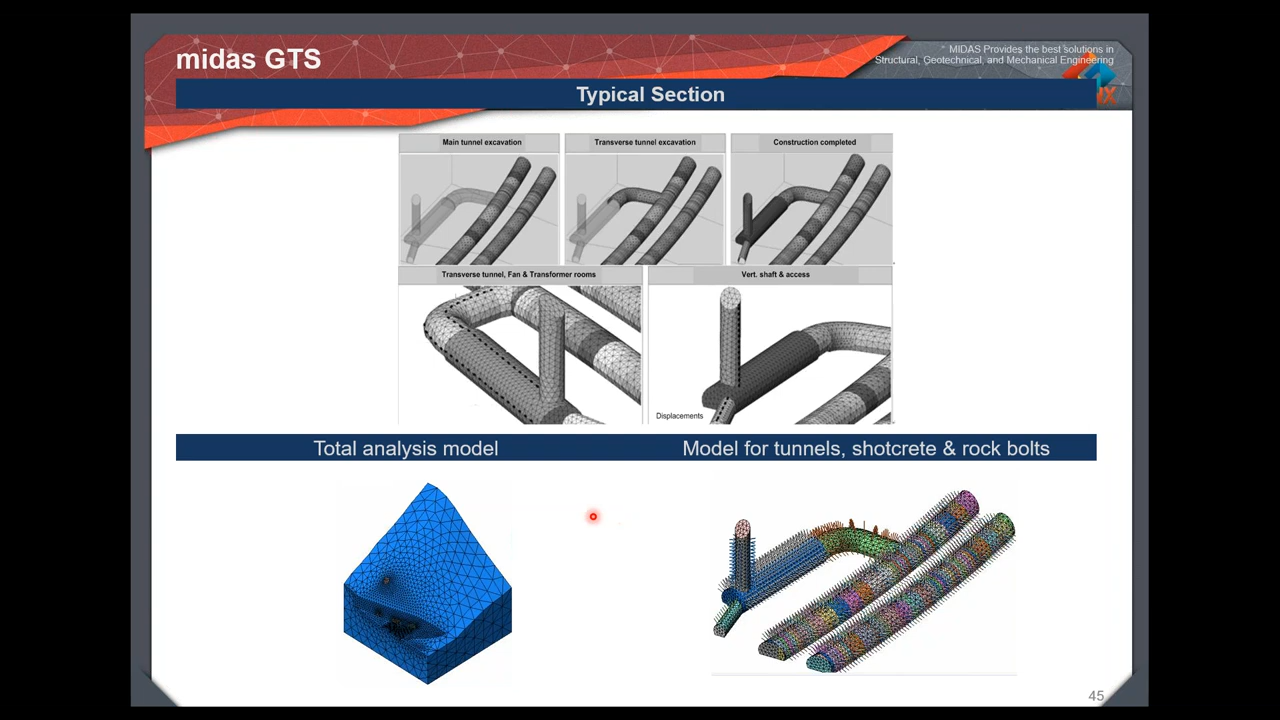 midas GTS
MIDAS Provides the best solutions in
Structural, Geotechnical, and Mechanical Engineering
Typical Section
Main tunnel excavation
Transverse tunnel excavation
Construction completed
Transverse tunnel, Fan & Transformer rooms
Vert. shaft & access
Displacements
Total analysis model
Model for tunnels, shotcrete & rock bolts
45